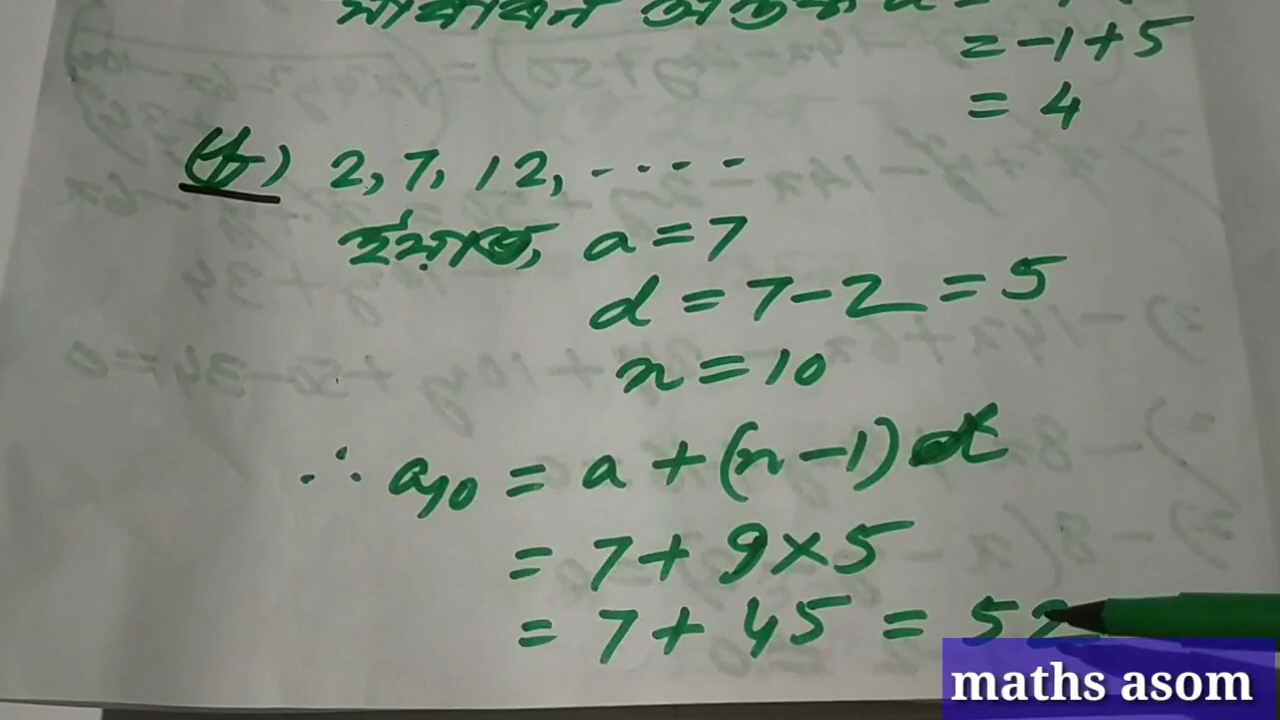 = -1 + 5
= 4
2, 7, 12, - - - -
ইয়াত, a = 7
d = 7 - 2 = 5
n = 10
∴ a₁₀ = a + (n - 1) d
= 7 + 9 × 5
= 7 + 45 = 52
maths asom